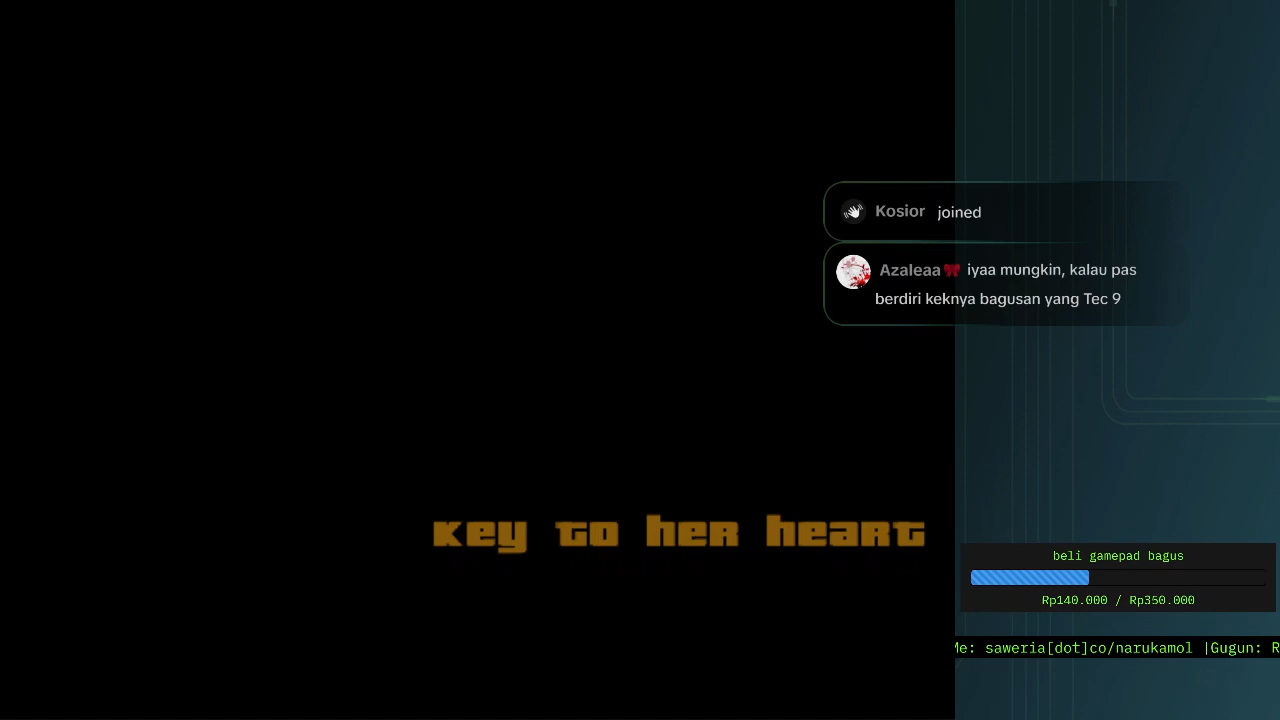 Kosior joined
Azaleaa iyaa mungkin, kalau pas
berdiri keknya bagusan yang Tec 9
Key to her heart
beli gamepad bagus
Rp140.000 / Rp350.000
Me: saweria[dot]co/narukamol |Gugun: R